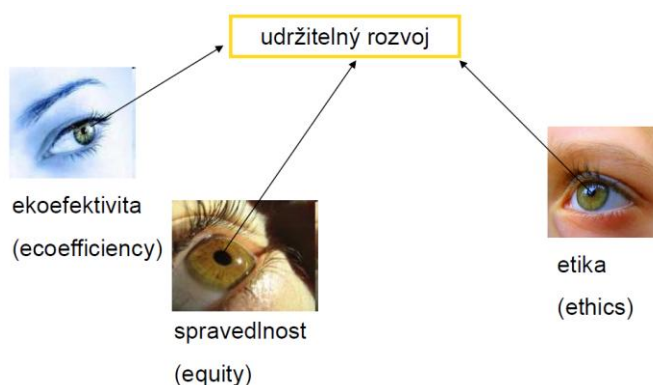 udržitelný rozvoj
ekoefektivita
(ecoefficiency)
spravedlnost
(equity)
etika
(ethics)